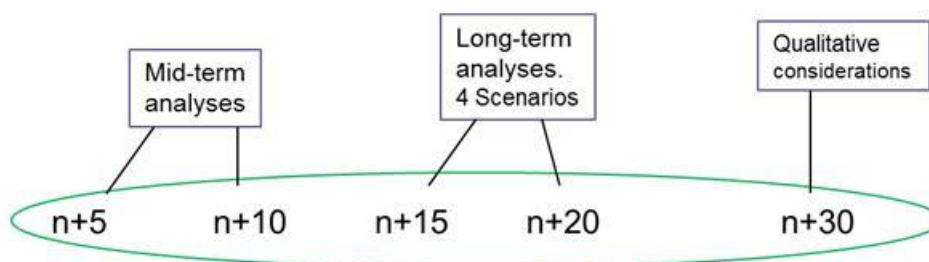 Mid-term
analyses
Long-term
analyses.
4 Scenarios
Qualitative
considerations
n+5 n+10 n+15 n+20 n+30